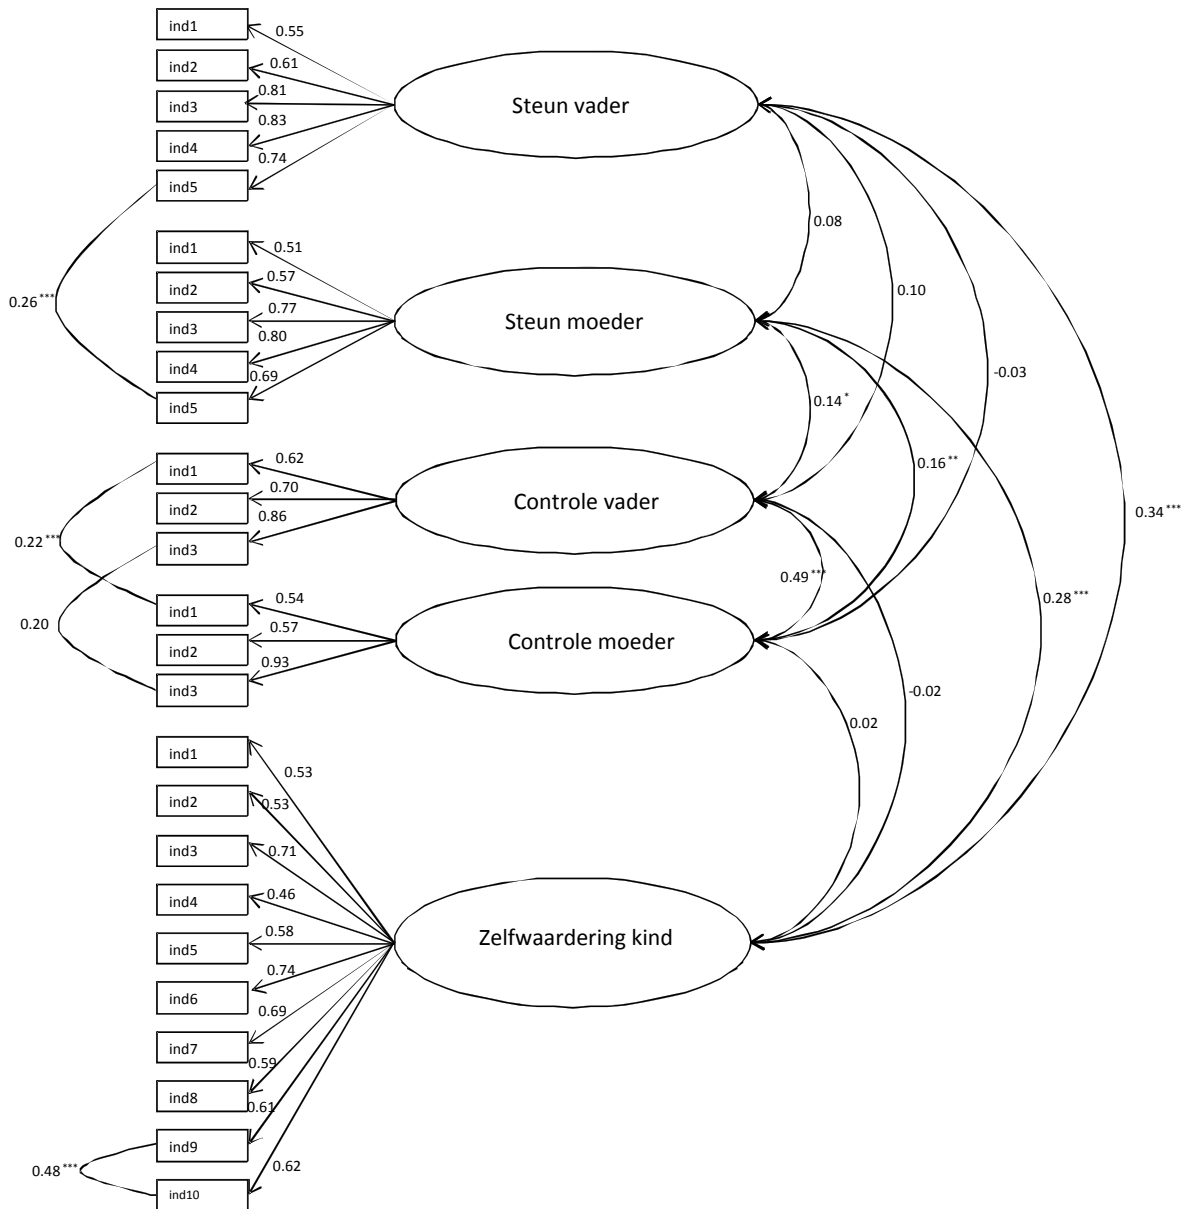 ind1
0.55
ind2
0.61
ind3
0.81
ind4
0.83
ind5
0.74
Steun vader
ind1
0.51
ind2
0.57
ind3
0.77
ind4
0.80
ind5
0.69
Steun moeder
0.26 ***
ind1
0.62
ind2
0.70
ind3
0.86
Controle vader
0.22 ***
ind1
0.54
ind2
0.57
ind3
0.93
Controle moeder
0.20
ind1
0.53
ind2
0.53
ind3
0.71
ind4
0.46
ind5
0.58
ind6
0.74
ind7
0.69
ind8
0.59
ind9
0.61
ind10
0.62
Zelfwaardering kind
0.48 ***
0.08
0.10
-0.03
0.14 *
0.16 **
0.34 ***
0.49 ***
0.28 ***
-0.02
0.02